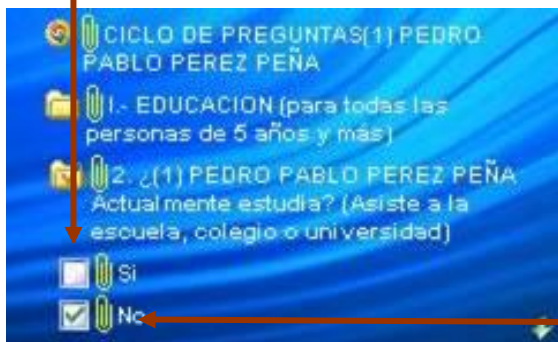 CICLO DE PREGUNTAS(1) PEDRO
PABLO PEREZ PEÑA
I.- EDUCACION (para todas las
personas de 5 años y más)
2. ¿(1) PEDRO PABLO PEREZ PEÑA
Actualmente estudia? (Asiste a la
escuela, colegio o universidad)
Si
No